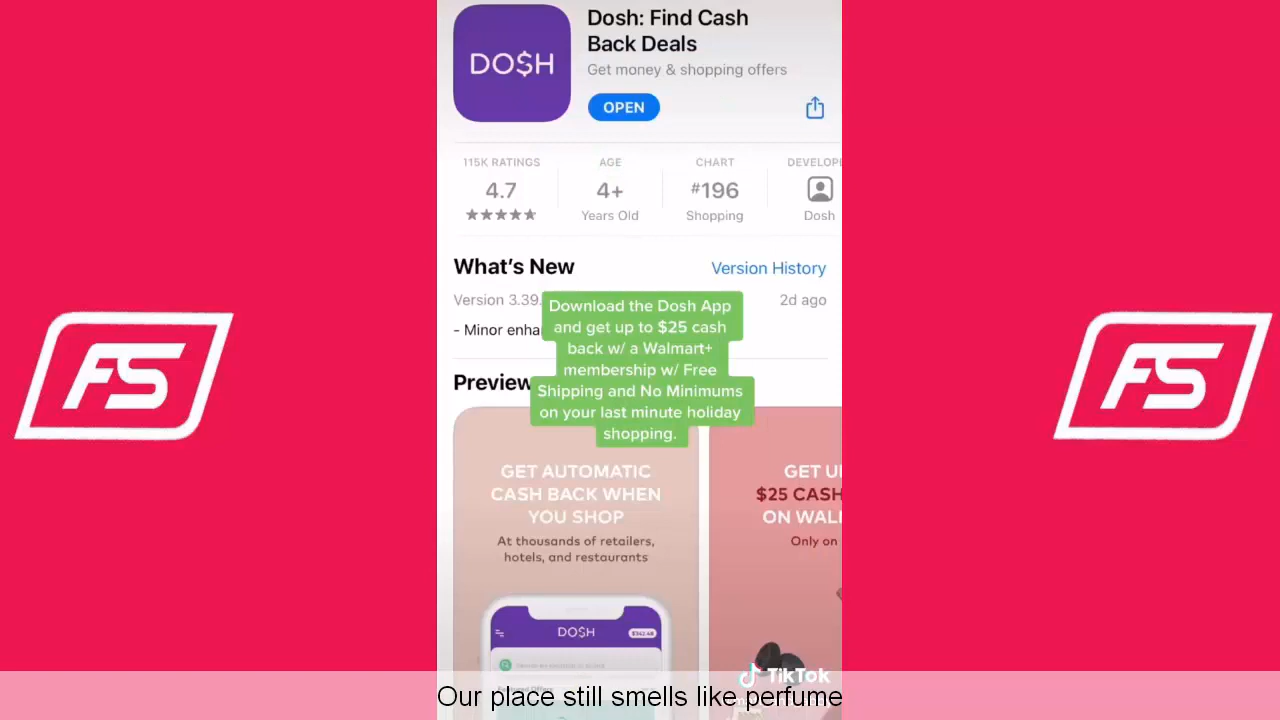 DO$H
Dosh: Find Cash
Back Deals
Get money & shopping offers
OPEN
115K RATINGS
4.7
AGE
4+
Years Old
CHART
#196
Shopping
DEVELOPE
Dosh
What's New
Version History
Version 3.39.
2d ago
- Minor enha
Download the Dosh App
and get up to $25 cash
back w/ a Walmart+
membership w/ Free
Shipping and No Minimums
on your last minute holiday
shopping.
Preview
GET AUTOMATIC
CASH BACK WHEN
YOU SHOP
At thousands of retailers,
hotels, and restaurants
DO$H
GET U
$25 CASH
ON WAL
Only on
FS
FS
TikTok
Our place still smells like perfume